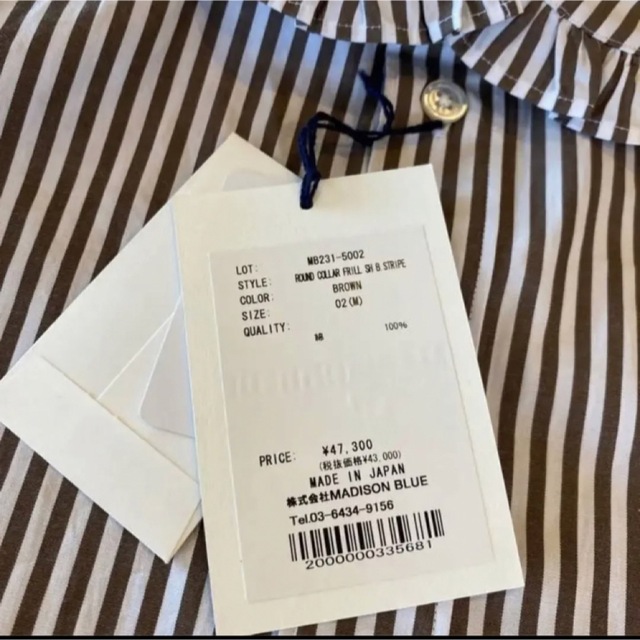 LOT: MB231-5002
STYLE: ROUND COLLAR FRILL SH B.STRIPE
COLOR: BROWN
SIZE: 02(M)
QUALITY:
綿 100%
PRICE: ¥47,300
(税抜価格¥43,000)
MADE IN JAPAN
株式会社MADISON BLUE
Tel.03-6434-9156
2000000335681